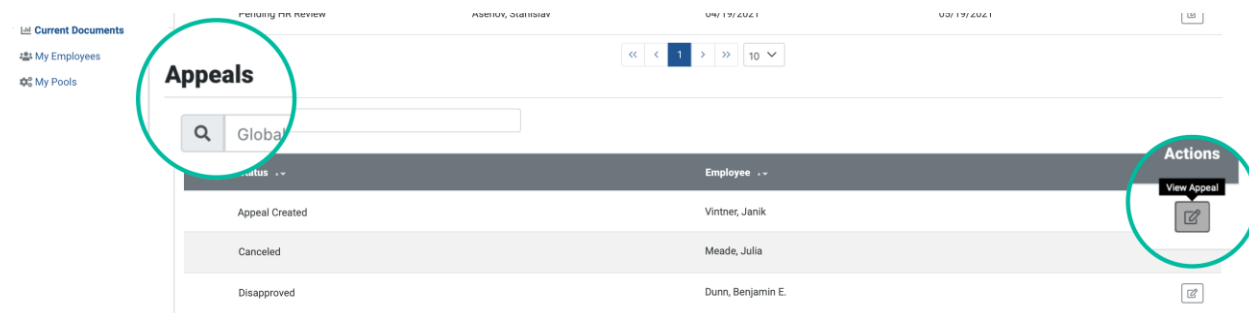 Pending HR Review Asenov, Stanislav 04/19/2021 05/19/2021
Current Documents
My Employees
My Pools
« < 1 > » 10
Appeals
Global
Status Employee Actions
View Appeal
Appeal Created Vintner, Janik
Canceled Meade, Julia
Disapproved Dunn, Benjamin E.